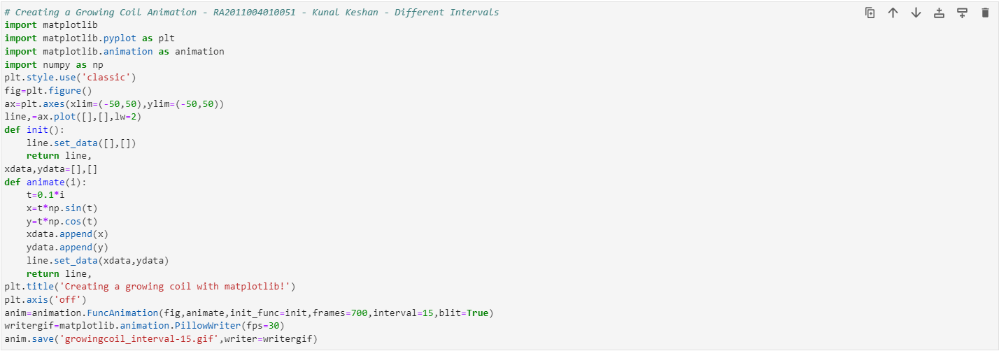 # Creating a Growing Coil Animation - RA2011004010051 - Kunal Keshan - Different Intervals
import matplotlib
import matplotlib.pyplot as plt
import matplotlib.animation as animation
import numpy as np
plt.style.use('classic')
fig=plt.figure()
ax=plt.axes(xlim=(-50,50),ylim=(-50,50))
line,=ax.plot([],[],lw=2)
def init():
    line.set_data([],[])
    return line,
xdata,ydata=[],[]
def animate(i):
    t=0.1*i
    x=t*np.sin(t)
    y=t*np.cos(t)
    xdata.append(x)
    ydata.append(y)
    line.set_data(xdata,ydata)
    return line,
plt.title('Creating a growing coil with matplotlib!')
plt.axis('off')
anim=animation.FuncAnimation(fig,animate,init_func=init,frames=700,interval=15,blit=True)
writergif=matplotlib.animation.PillowWriter(fps=30)
anim.save('growingcoil_interval-15.gif',writer=writergif)